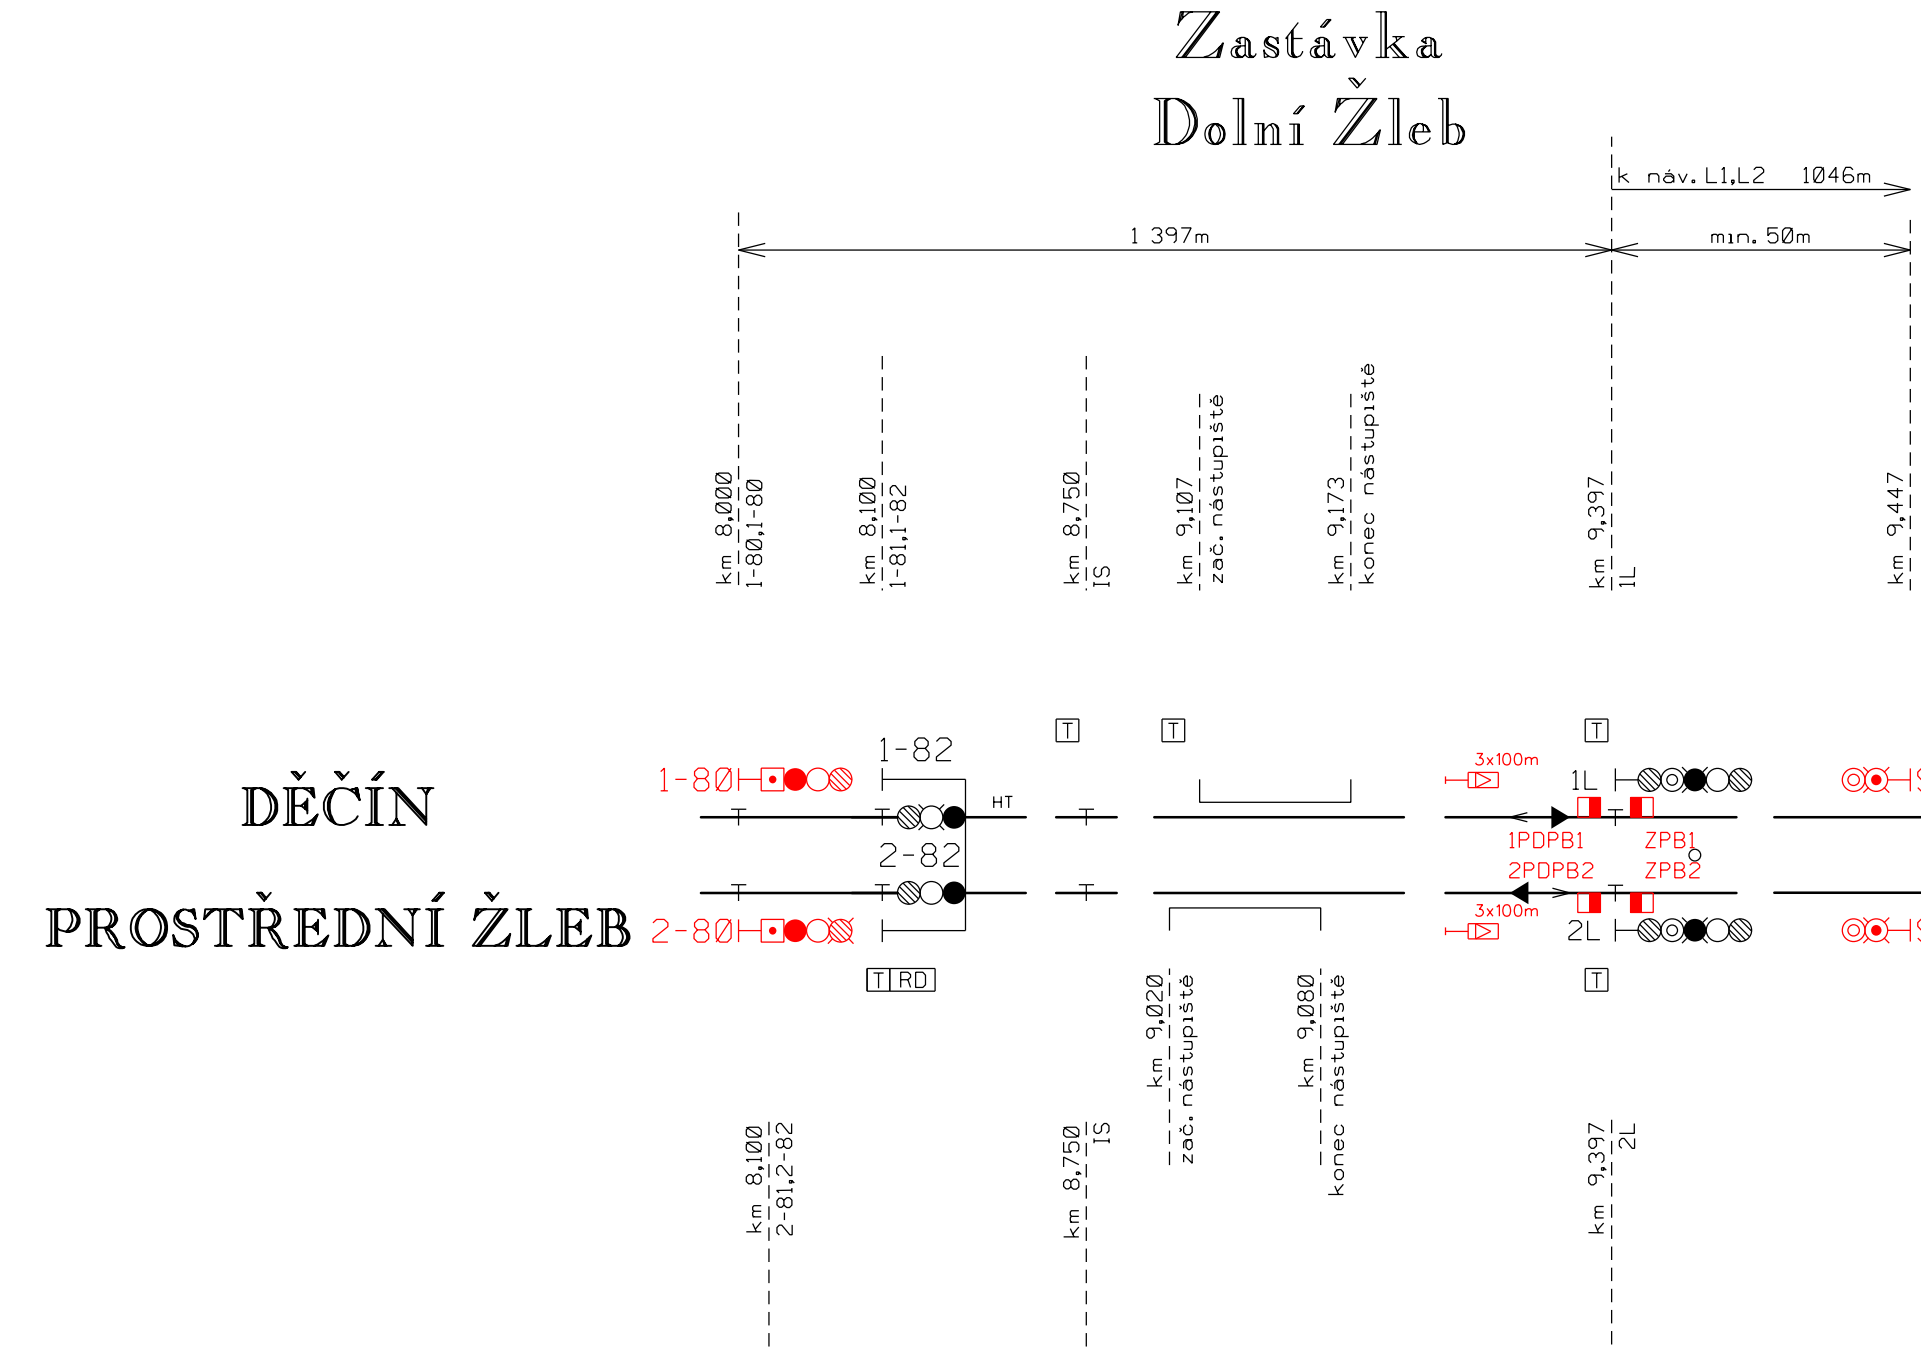 Zastávka
Dolní Žleb
k náv. L1,L2 1046m
1 397m
min. 50m
km 8,000
1-80,1-80
km 8,100
1-81,1-82
km 8,750
IS
km 9,107
zač. nástupiště
km 9,173
konec nástupiště
km 9,397
1L
km 9,447
T
T
T
1-82
3x100m
1-80
1L
DĚČÍN
HT
1PDPB1
ZPB1
2-82
2PDPB2
ZPB2
3x100m
PROSTŘEDNÍ ŽLEB
2-80
2L
T RD
T
km 9,020
zač. nástupiště
km 9,080
konec nástupiště
km 8,100
2-81,2-82
km 8,750
IS
km 9,397
2L